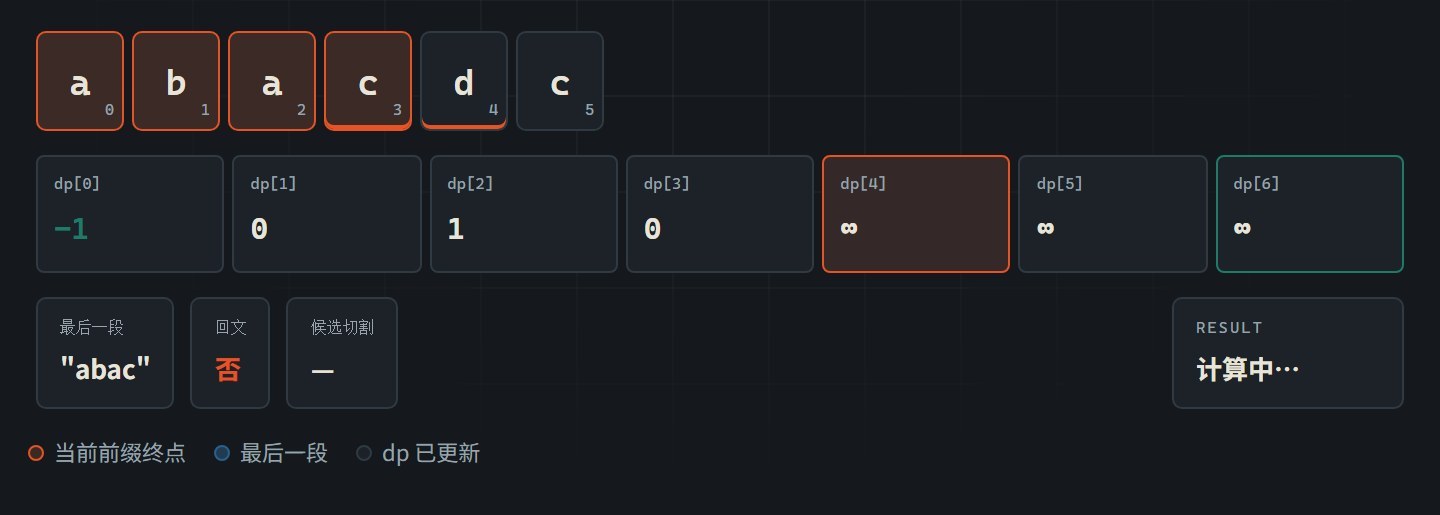 a 0 b 1 a 2 c 3 d 4 c 5
dp[0] dp[1] dp[2] dp[3] dp[4] dp[5] dp[6]
−1 0 1 0 ∞ ∞ ∞
最后一段 回文 候选切割 RESULT
"abac" 否 — 计算中…
当前前缀终点 最后一段 dp 已更新